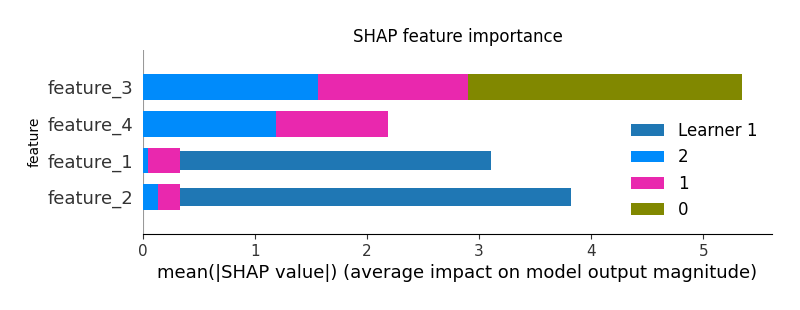 SHAP feature importance
feature
feature_3
feature_4
feature_1
feature_2
Learner 1
2
1
0
0 1 2 3 4 5
mean(|SHAP value|) (average impact on model output magnitude)